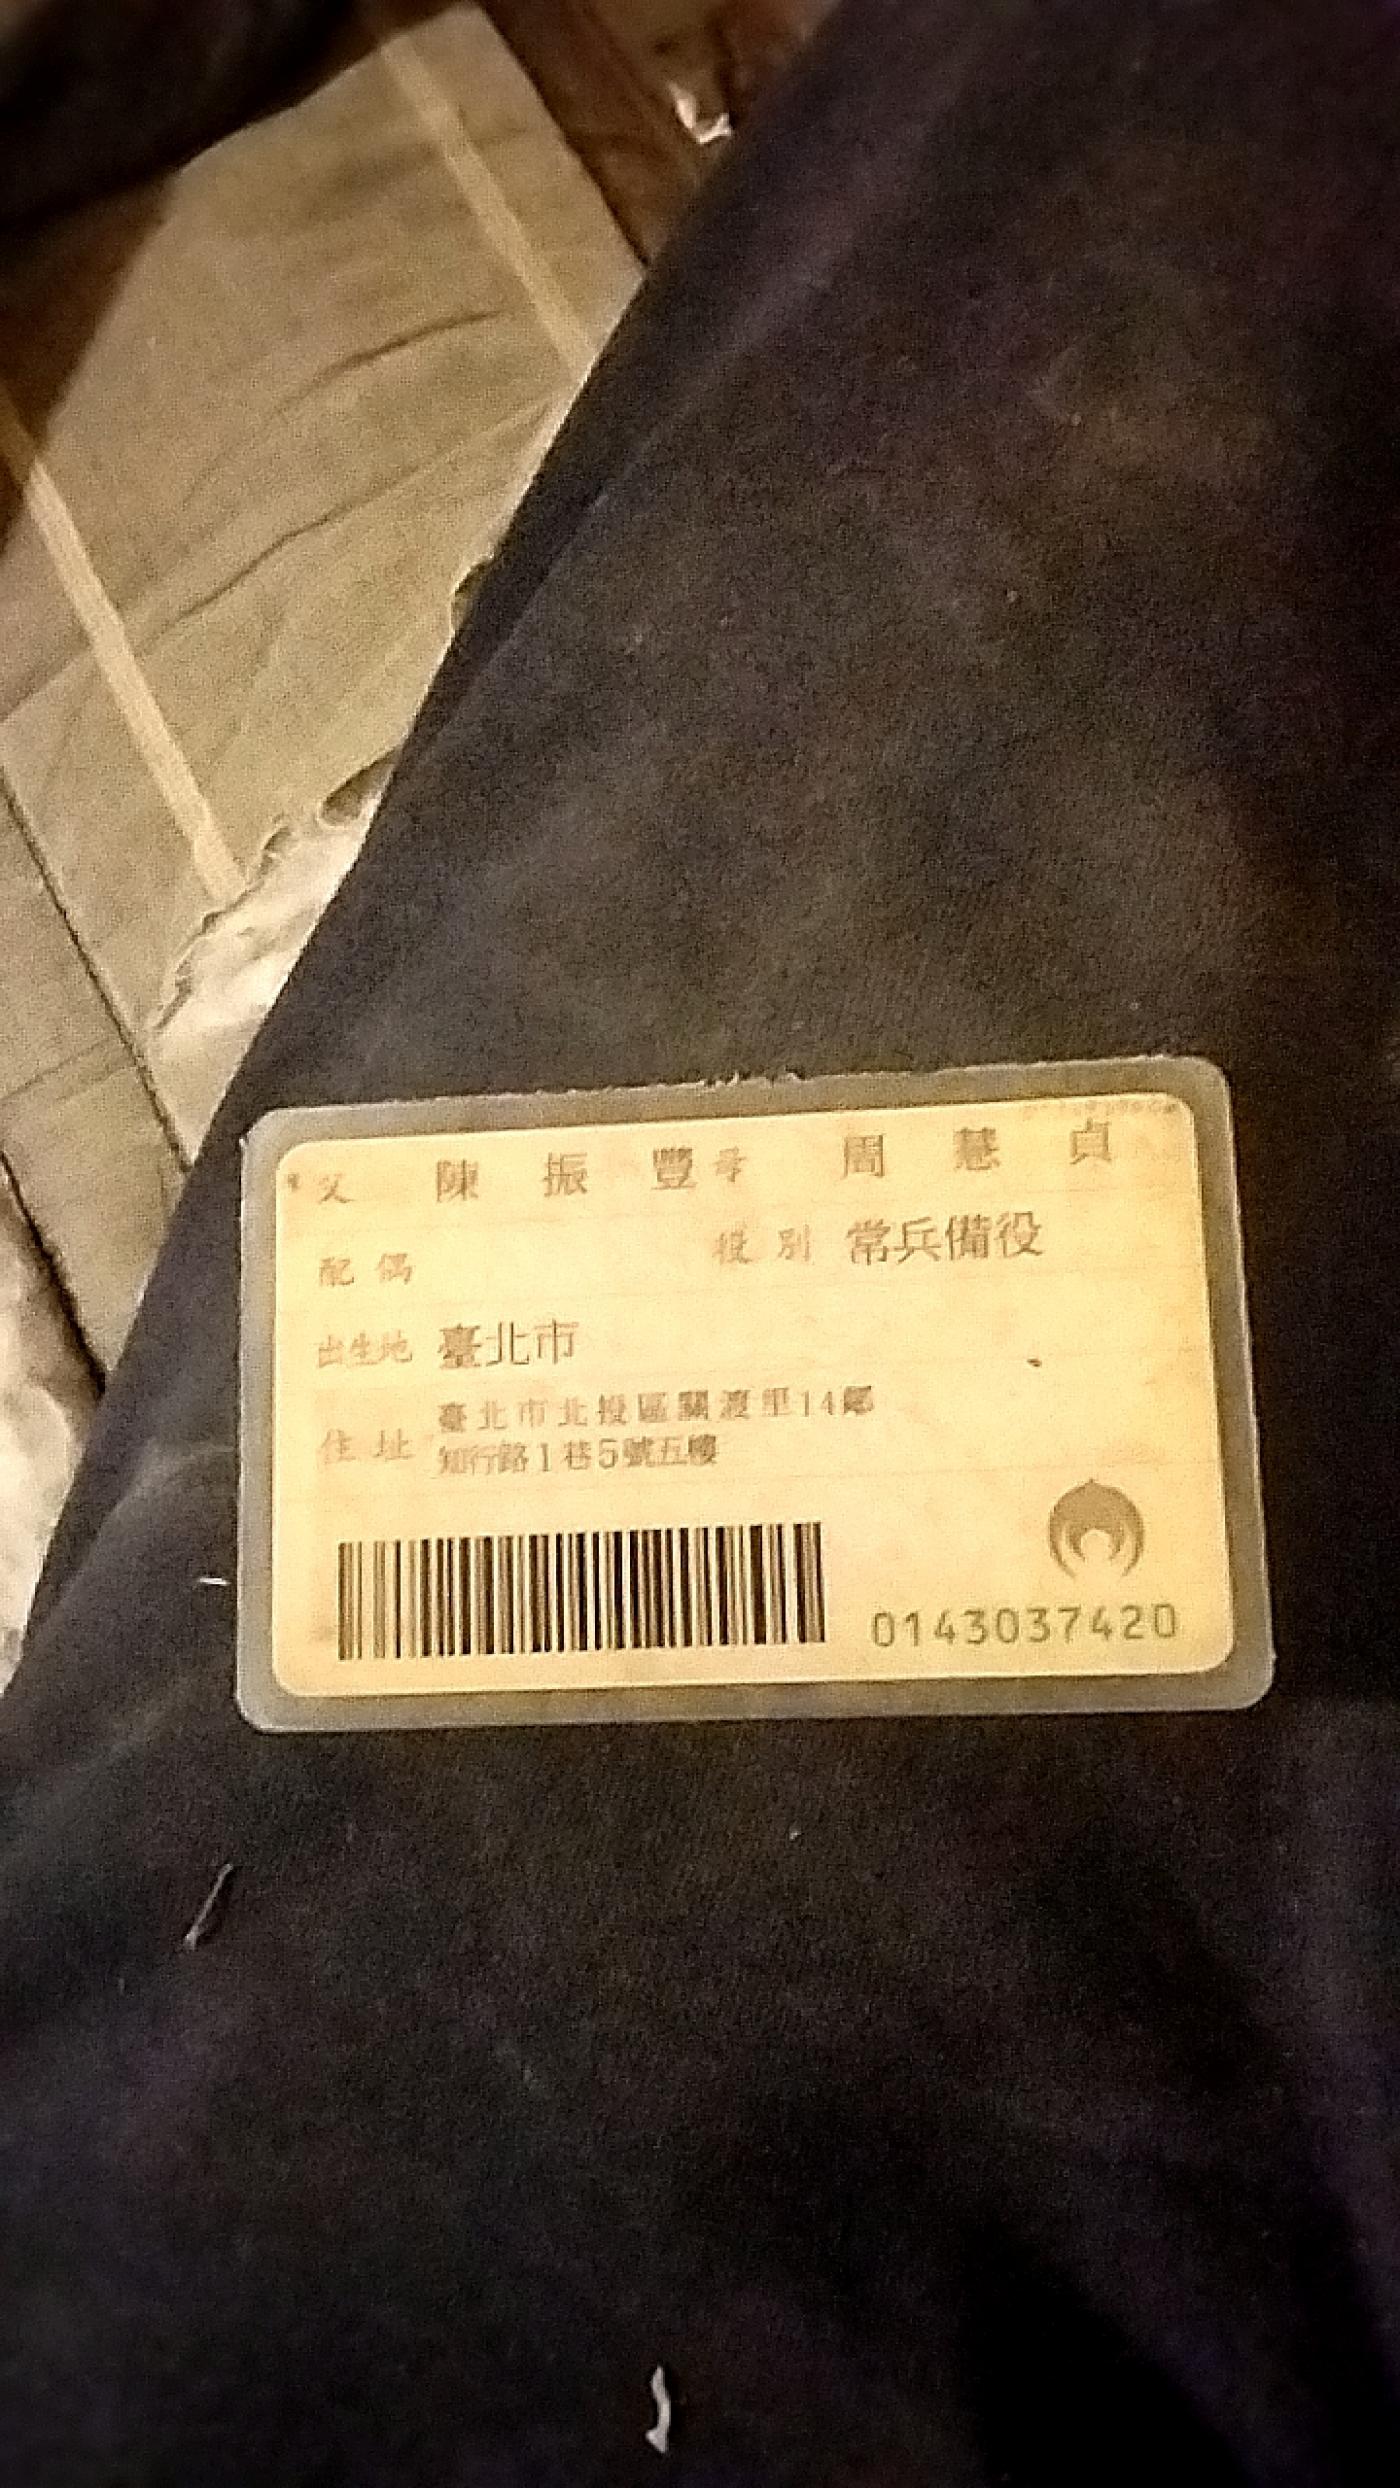 父 陳振豐 母 周慧貞
配偶 役別 常兵備役
出生地 臺北市
住址 臺北市北投區關渡里14鄰
知行路1巷5號五樓
0143037420